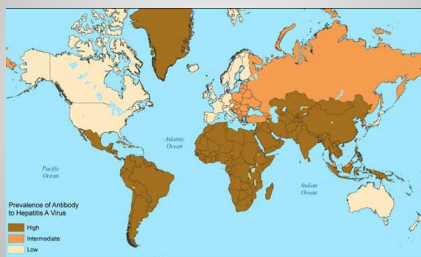 Atlantic
Ocean
Pacific
Ocean
Indian
Ocean
Prevalence of Antibody
to Hepatitis A Virus
High
Intermediate
Low